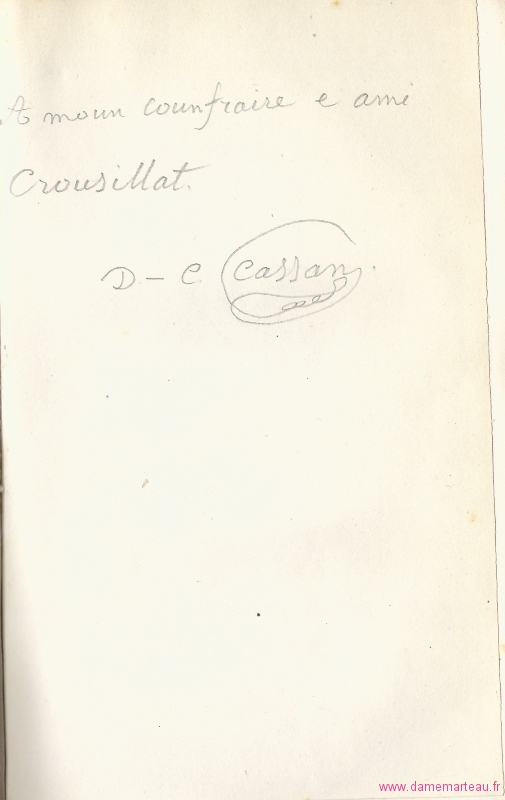 A moun counfraire e ami
Crousillat.
D-C Cassan.
www.damemarteau.fr